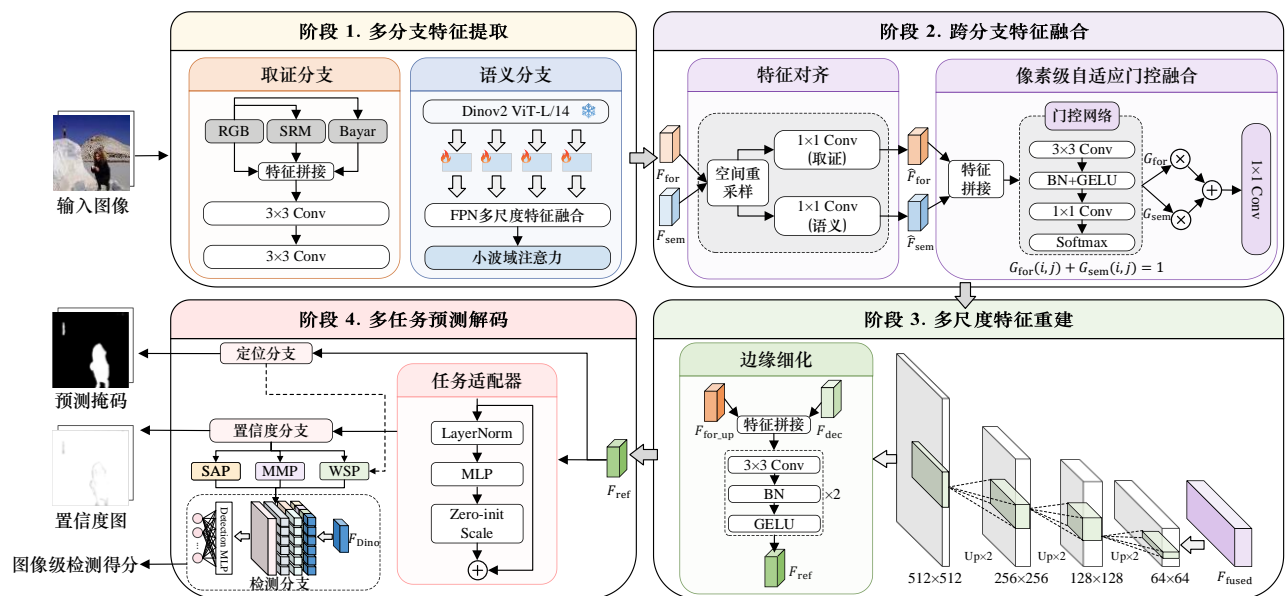 阶段 1. 多分支特征提取
取证分支
RGB
SRM
Bayar
特征拼接
3×3 Conv
3×3 Conv
语义分支
Dinov2 ViT-L/14
FPN多尺度特征融合
小波域注意力
输入图像
阶段 2. 跨分支特征融合
F_for
F_sem
特征对齐
空间重
采样
1×1 Conv
(取证)
1×1 Conv
(语义)
F̂_for
F̂_sem
像素级自适应门控融合
特征
拼接
门控网络
3×3 Conv
BN+GELU
1×1 Conv
Softmax
G_for
G_sem
G_for(i, j) + G_sem(i, j) = 1
1×1 Conv
阶段 3. 多尺度特征重建
边缘细化
F_for_up
特征拼接
F_dec
3×3 Conv
BN
GELU
×2
F_ref
Up×2
Up×2
Up×2
512×512
256×256
128×128
64×64
F_fused
阶段 4. 多任务预测解码
定位分支
任务适配器
LayerNorm
MLP
Zero-init
Scale
F_ref
置信度分支
SAP
MMP
WSP
Detection MLP
F_Dino
检测分支
预测掩码
置信度图
图像级检测得分